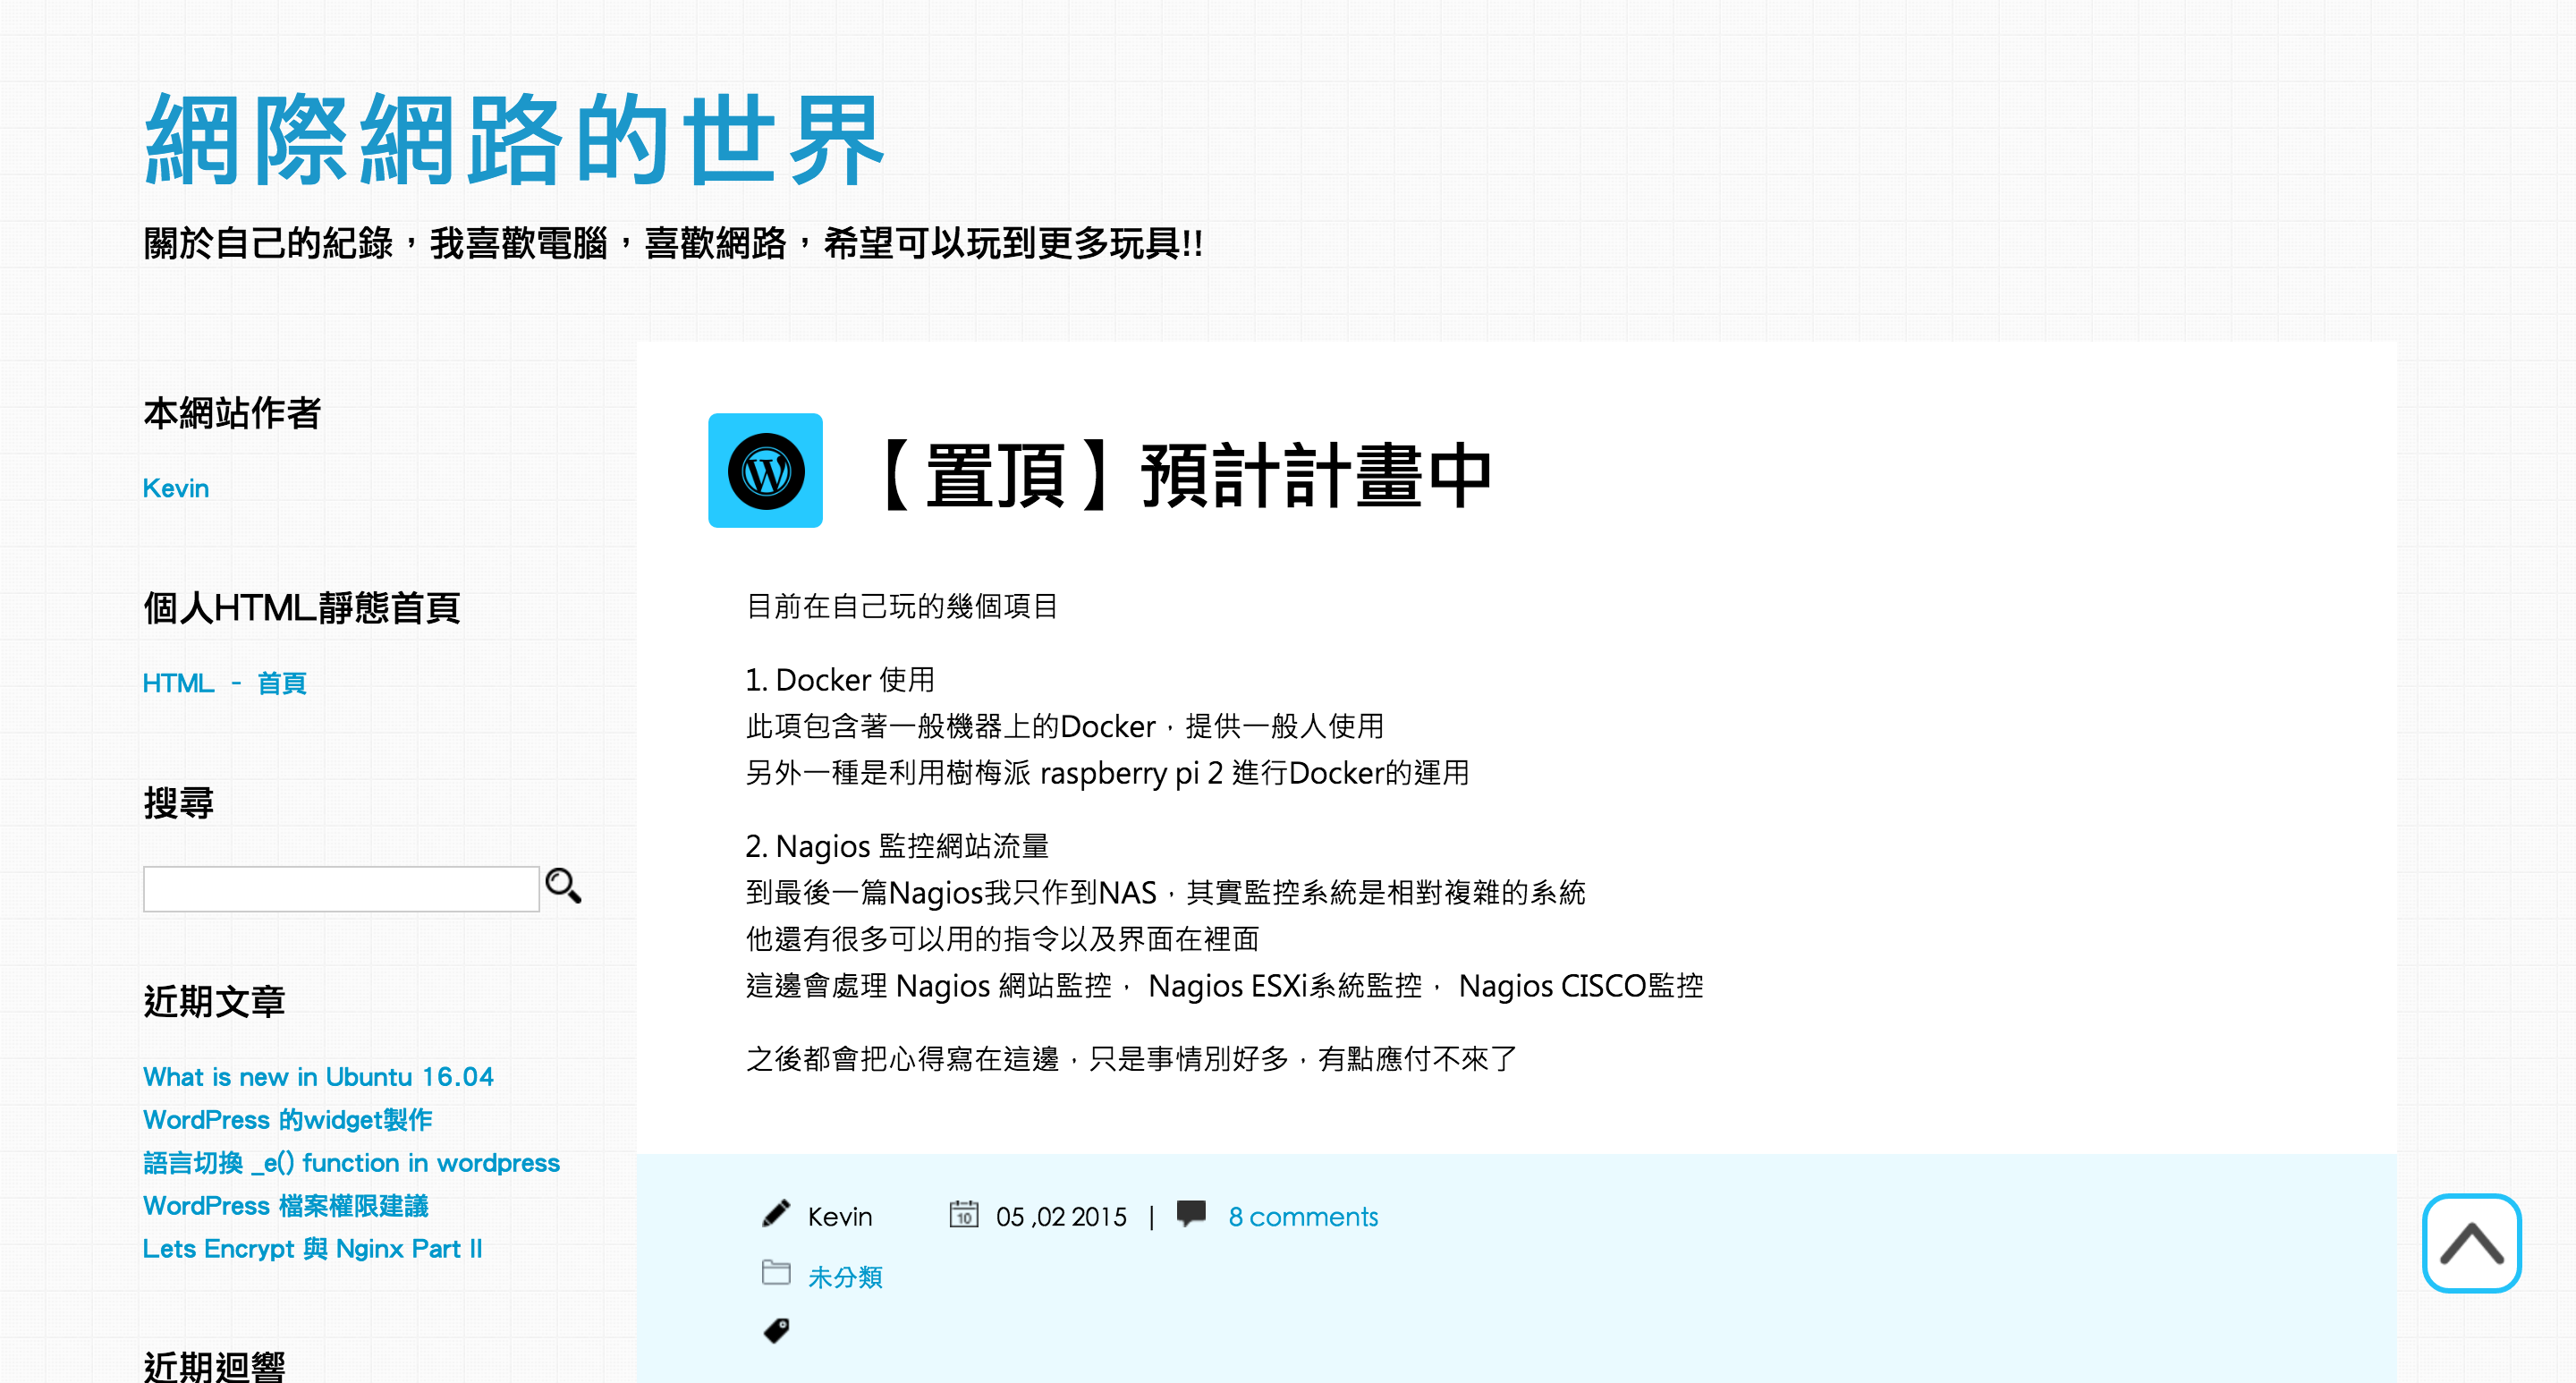 網際網路的世界
關於自己的紀錄，我喜歡電腦，喜歡網路，希望可以玩到更多玩具!!
本網站作者
Kevin
個人HTML靜態首頁
HTML - 首頁
搜尋
近期文章
What is new in Ubuntu 16.04
WordPress 的widget製作
語言切換 _e() function in wordpress
WordPress 檔案權限建議
Lets Encrypt 與 Nginx Part II
近期迴響
【置頂】預計計畫中
目前在自己玩的幾個項目
1. Docker 使用
此項包含著一般機器上的Docker，提供一般人使用
另外一種是利用樹梅派 raspberry pi 2 進行Docker的運用
2. Nagios 監控網站流量
到最後一篇Nagios我只作到NAS，其實監控系統是相對複雜的系統
他還有很多可以用的指令以及界面在裡面
這邊會處理 Nagios 網站監控， Nagios ESXi系統監控， Nagios CISCO監控
之後都會把心得寫在這邊，只是事情別好多，有點應付不來了
Kevin 10 05 ,02 2015 | 8 comments
未分類